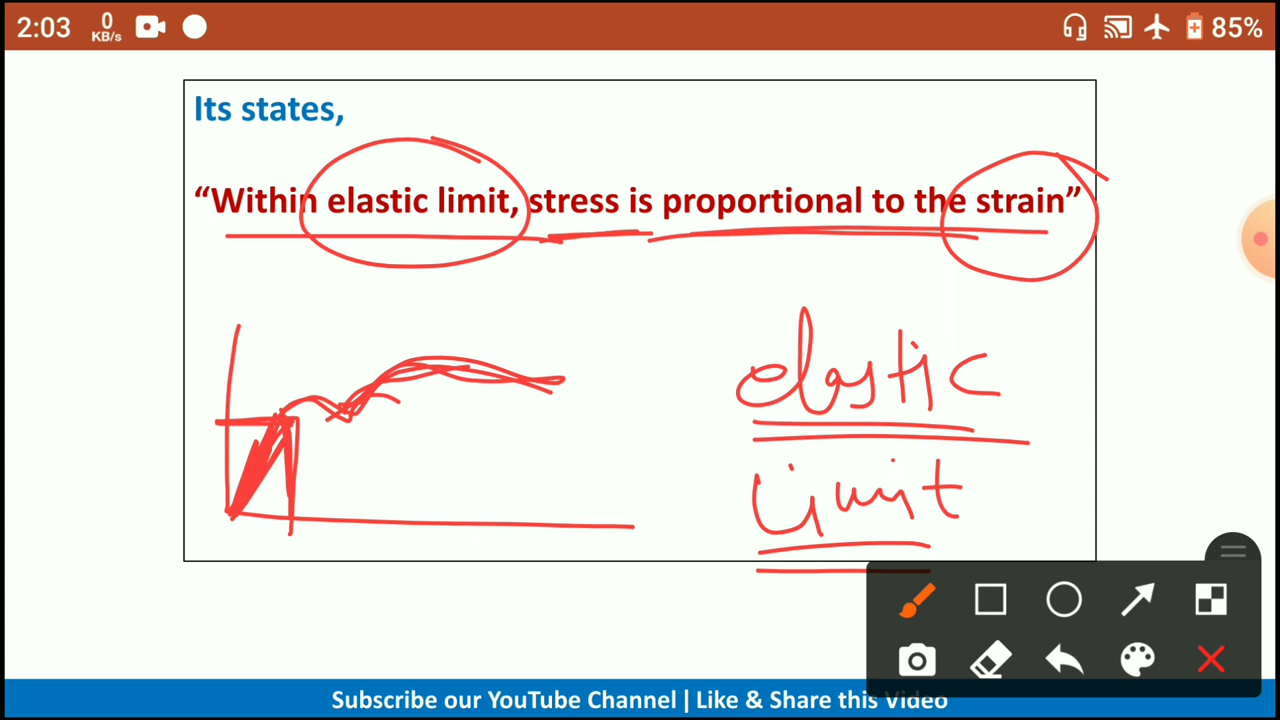 2:03 0 KB/s 85%
Its states,
“Within elastic limit, stress is proportional to the strain”
elastic
limit
Subscribe our YouTube Channel | Like & Share this Video